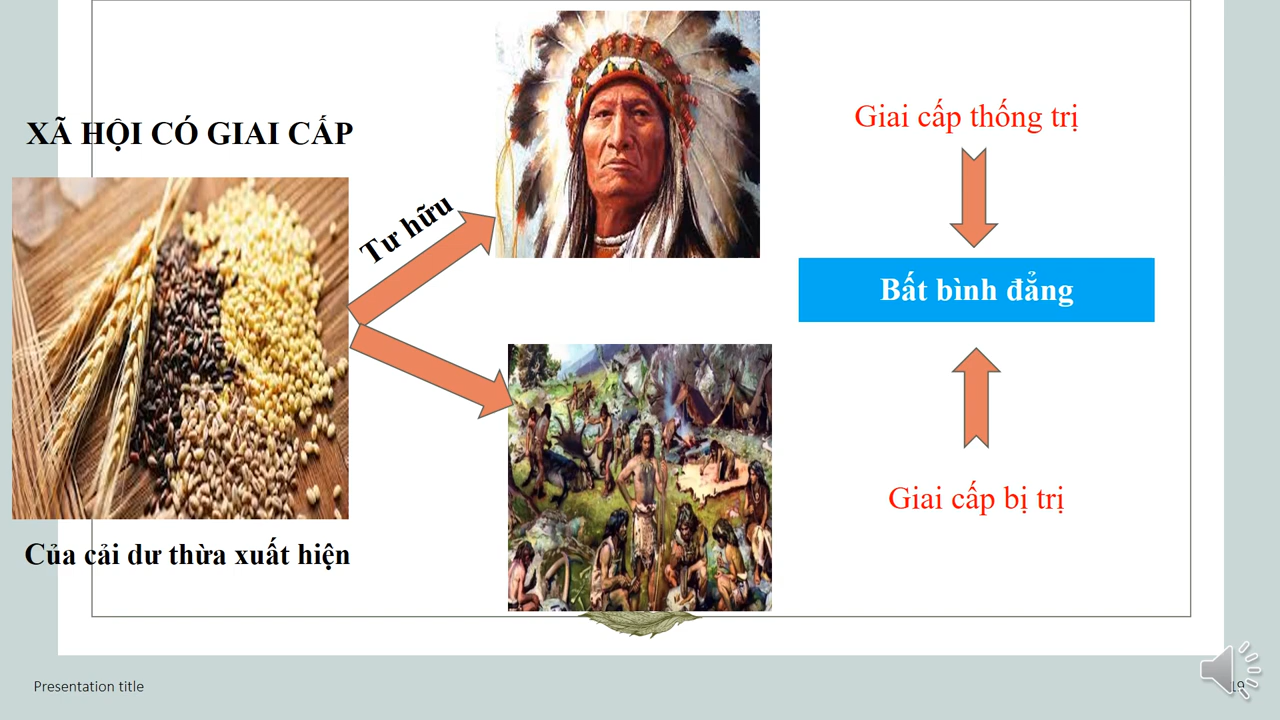 XÃ HỘI CÓ GIAI CẤP
Tư hữu
Của cải dư thừa xuất hiện
Giai cấp thống trị
Bất bình đẳng
Giai cấp bị trị
Presentation title
19